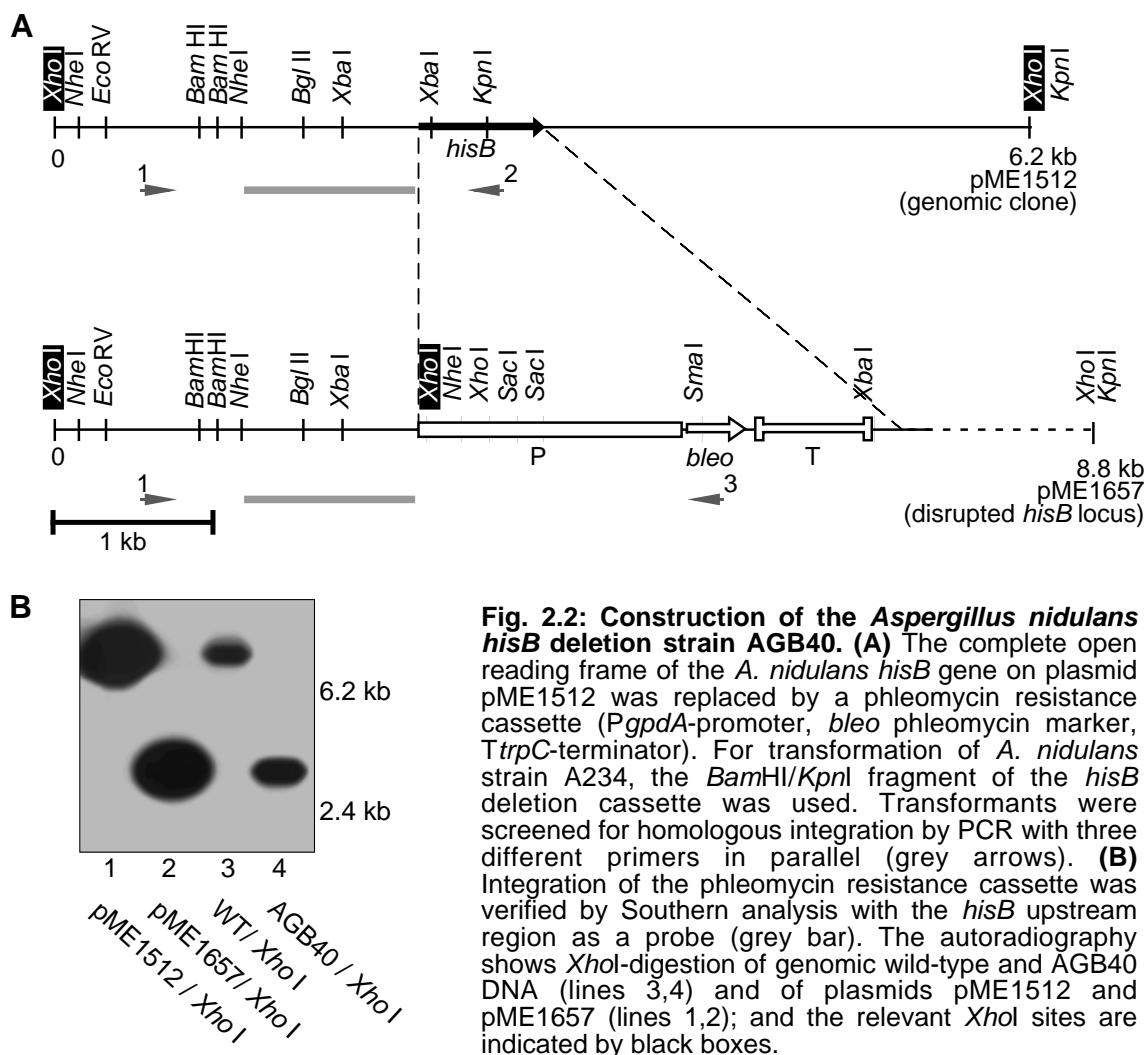 A
XhoI
NheI
EcoRV
BamHI
BamHI
NheI
BglII
XbaI
XbaI
KpnI
XhoI
KpnI
0
hisB
6.2 kb
1
2
pME1512
(genomic clone)
XhoI
NheI
EcoRV
BamHI
BamHI
NheI
BglII
XbaI
XhoI
NheI
XhoI
SacI
SacI
SmaI
XbaI
XhoI
KpnI
0
P
bleo
T
8.8 kb
1
3
pME1657
(disrupted hisB locus)
1 kb
B
6.2 kb
2.4 kb
1 2 3 4
pME1512 / XhoI
pME1657/ XhoI
WT/ XhoI
AGB40 / XhoI
Fig. 2.2: Construction of the Aspergillus nidulans
hisB deletion strain AGB40. (A) The complete open
reading frame of the A. nidulans hisB gene on plasmid
pME1512 was replaced by a phleomycin resistance
cassette (PgpdA-promoter, bleo phleomycin marker,
TtrpC-terminator). For transformation of A. nidulans
strain A234, the BamHI/KpnI fragment of the hisB
deletion cassette was used. Transformants were
screened for homologous integration by PCR with three
different primers in parallel (grey arrows). (B)
Integration of the phleomycin resistance cassette was
verified by Southern analysis with the hisB upstream
region as a probe (grey bar). The autoradiography
shows XhoI-digestion of genomic wild-type and AGB40
DNA (lines 3,4) and of plasmids pME1512 and
pME1657 (lines 1,2); and the relevant XhoI sites are
indicated by black boxes.